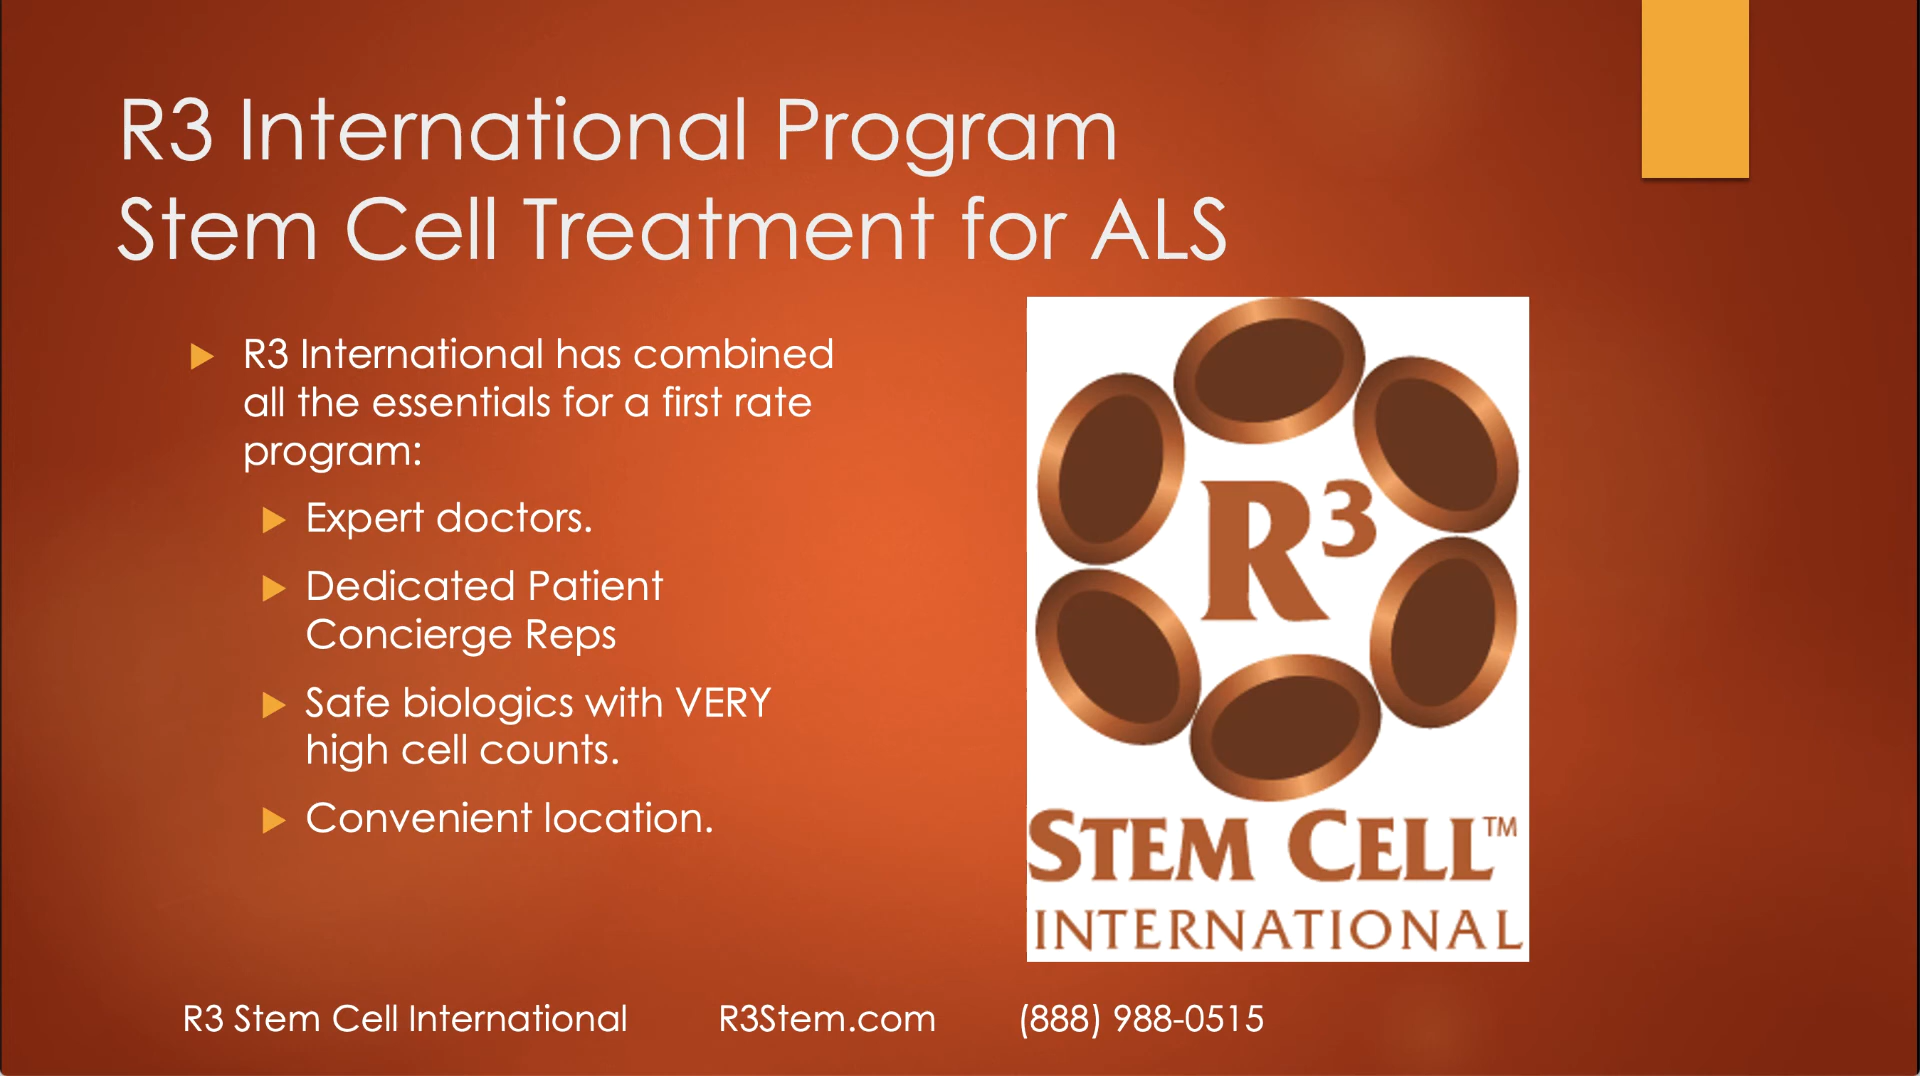 R3 International Program
Stem Cell Treatment for ALS
R3 International has combined
all the essentials for a first rate
program:
Expert doctors.
Dedicated Patient
Concierge Reps
Safe biologics with VERY
high cell counts.
Convenient location.
R³
STEM CELL™
INTERNATIONAL
R3 Stem Cell International R3Stem.com (888) 988-0515